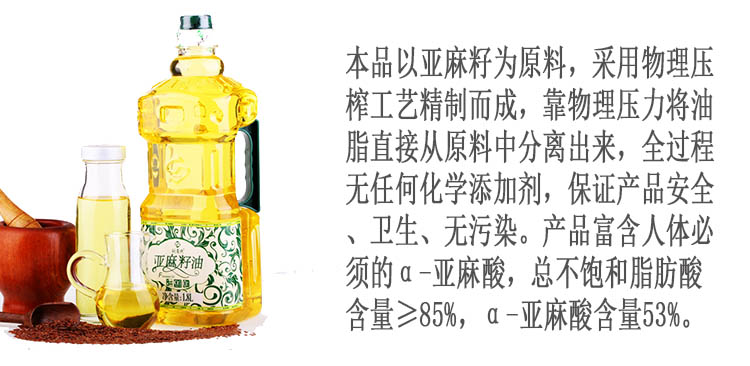 本品以亚麻籽为原料，采用物理压
榨工艺精制而成，靠物理压力将油
脂直接从原料中分离出来，全过程
无任何化学添加剂，保证产品安全
、卫生、无污染。产品富含人体必
须的α-亚麻酸，总不饱和脂肪酸
含量≥85%，α-亚麻酸含量53%。
亚麻籽油
净含量:1.8L